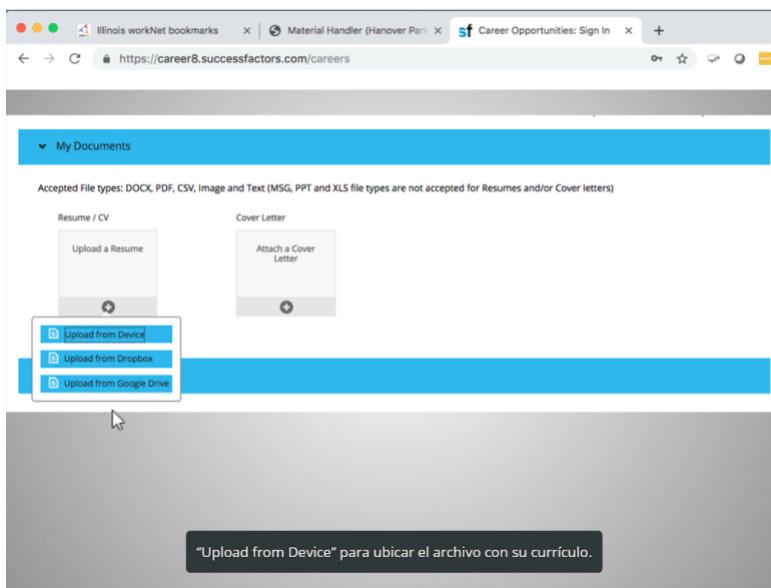 Illinois workNet bookmarks
Material Handler (Hanover Par
Career Opportunities: Sign In
https://career8.successfactors.com/careers
My Documents
Accepted File types: DOCX, PDF, CSV, Image and Text (MSG, PPT and XLS file types are not accepted for Resumes and/or Cover letters)
Resume / CV
Cover Letter
Upload a Resume
Attach a Cover
Letter
Upload from Device
Upload from Dropbox
Upload from Google Drive
“Upload from Device” para ubicar el archivo con su currículo.